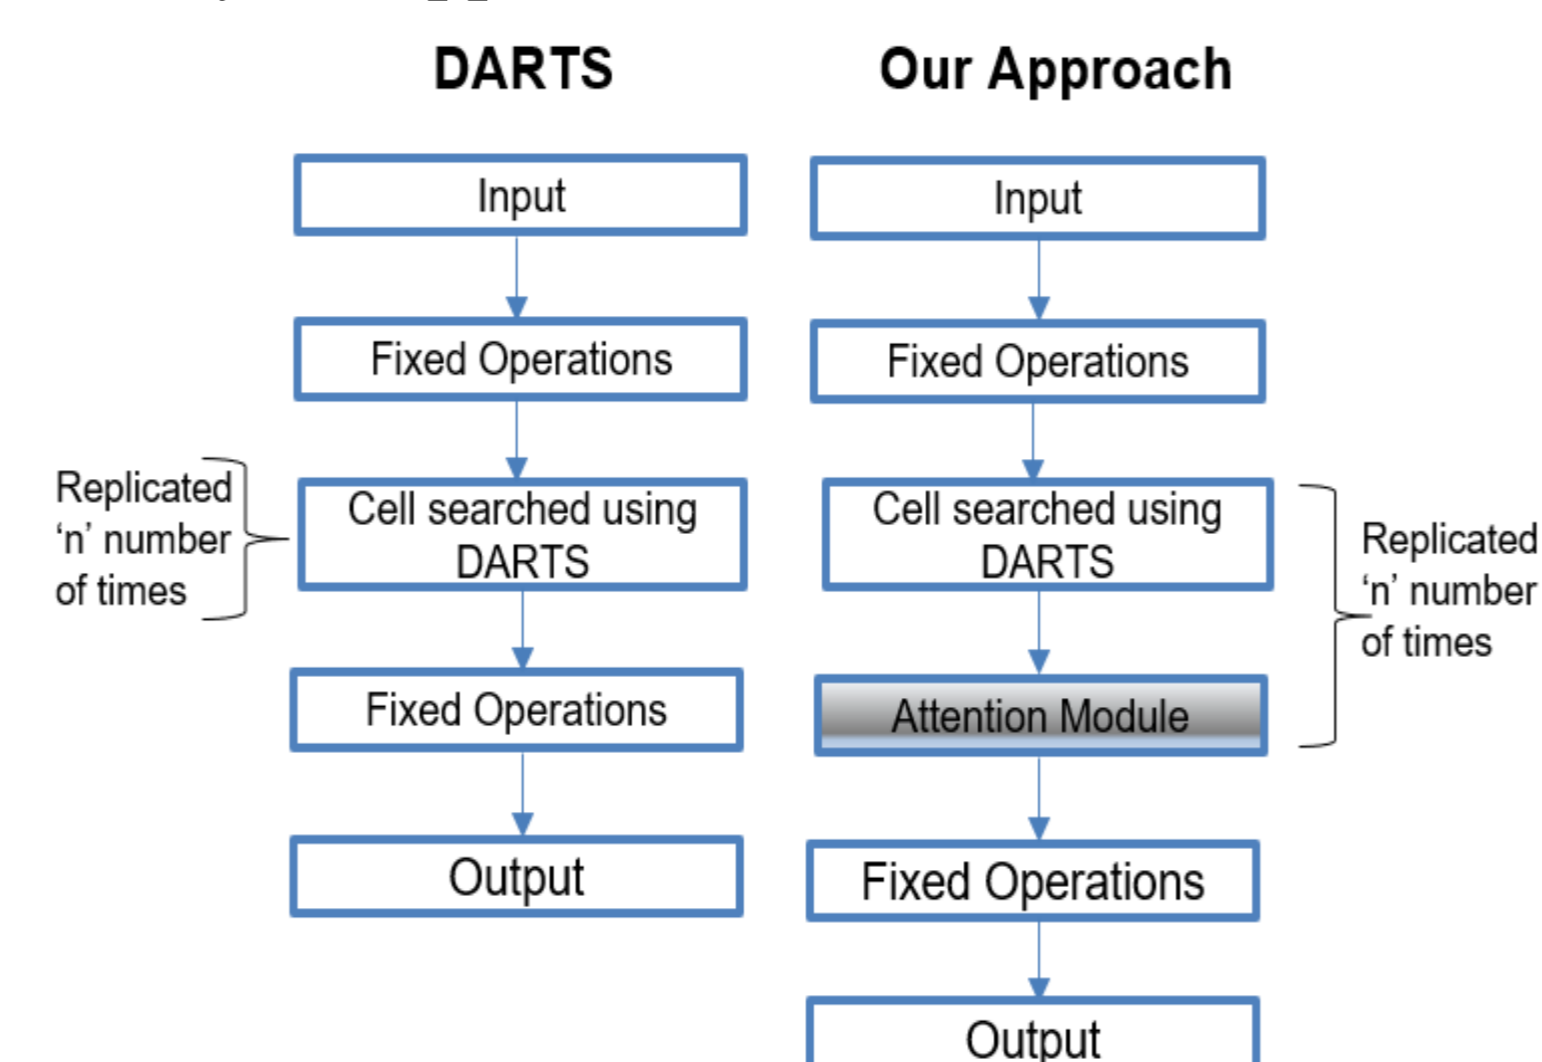 DARTS
Input
Fixed Operations
Replicated
‘n’ number
of times
Cell searched using
DARTS
Fixed Operations
Output
Our Approach
Input
Fixed Operations
Cell searched using
DARTS
Replicated
‘n’ number
of times
Attention Module
Fixed Operations
Output